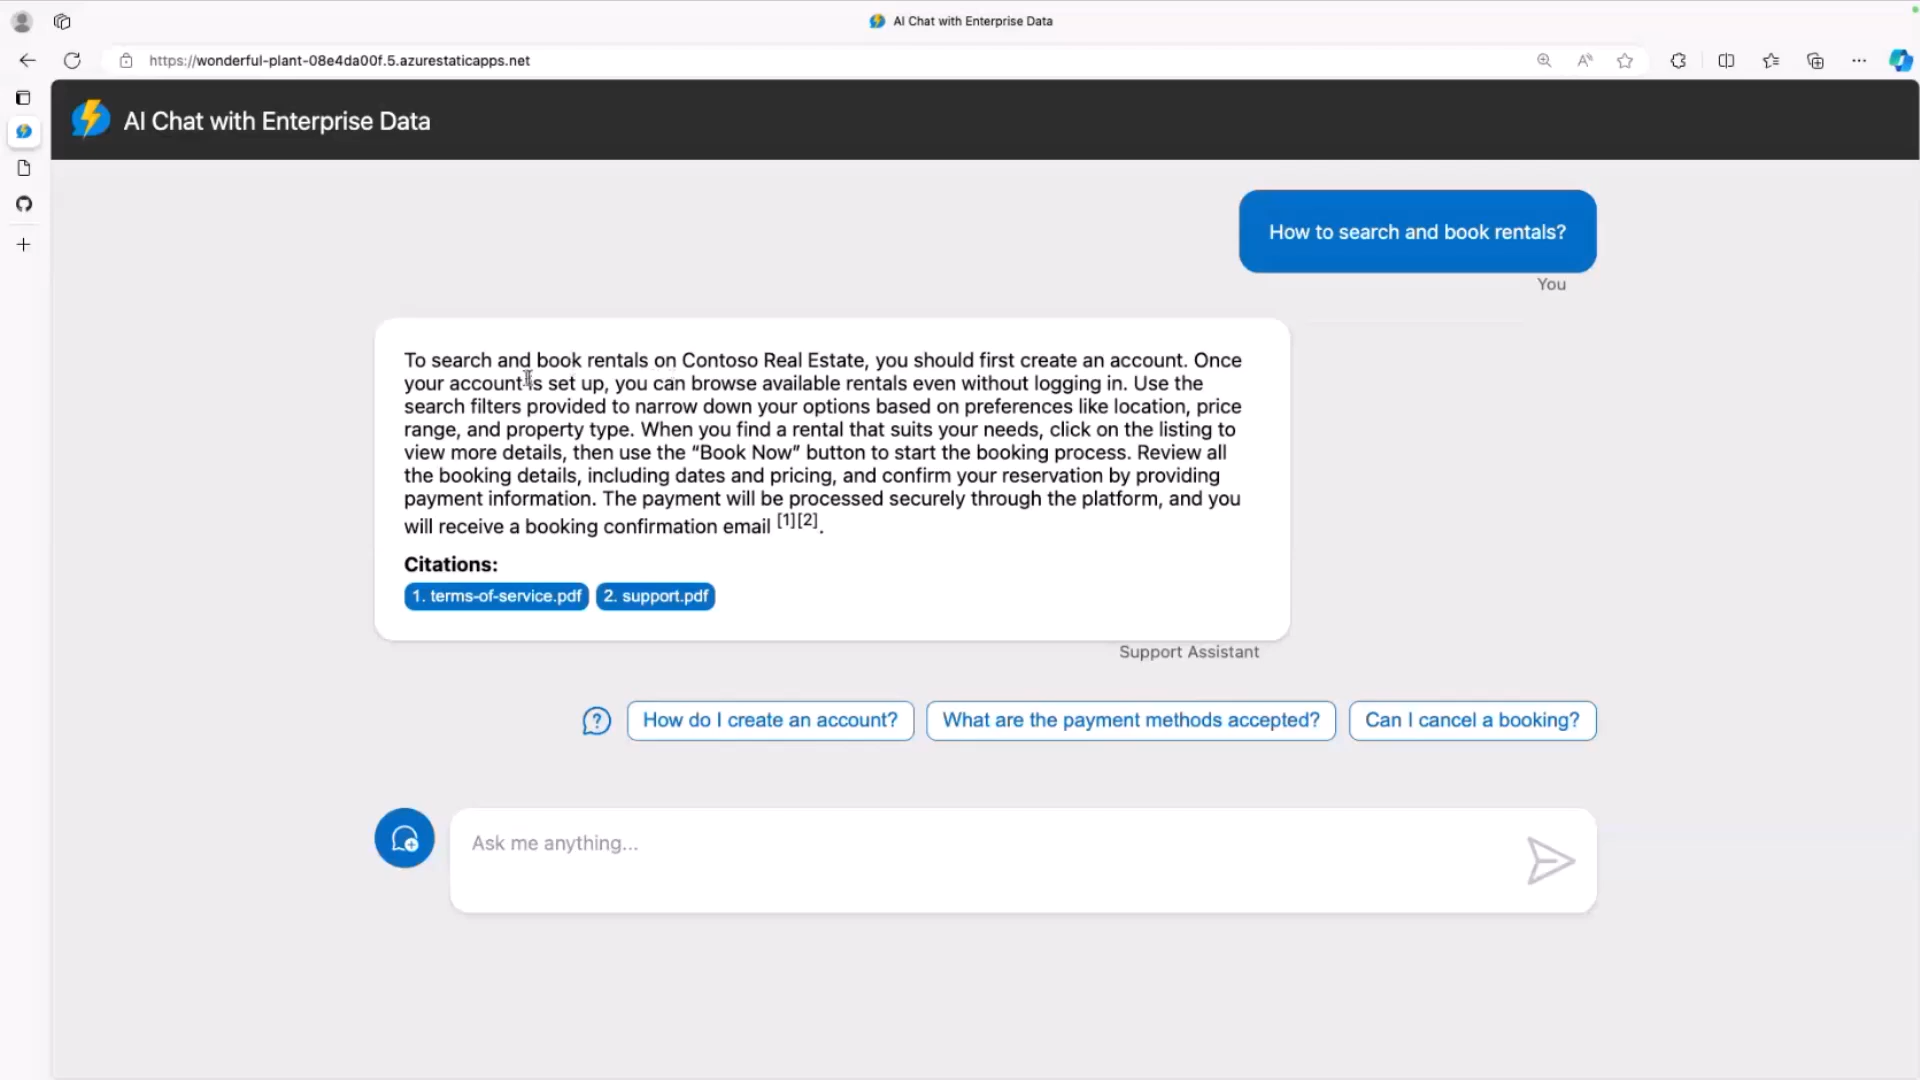 AI Chat with Enterprise Data
https://wonderful-plant-08e4da00f.5.azurestaticapps.net
AI Chat with Enterprise Data
How to search and book rentals?
You
To search and book rentals on Contoso Real Estate, you should first create an account. Once
your account is set up, you can browse available rentals even without logging in. Use the
search filters provided to narrow down your options based on preferences like location, price
range, and property type. When you find a rental that suits your needs, click on the listing to
view more details, then use the “Book Now” button to start the booking process. Review all
the booking details, including dates and pricing, and confirm your reservation by providing
payment information. The payment will be processed securely through the platform, and you
will receive a booking confirmation email [1][2].
Citations:
1. terms-of-service.pdf 2. support.pdf
Support Assistant
How do I create an account? What are the payment methods accepted? Can I cancel a booking?
Ask me anything...